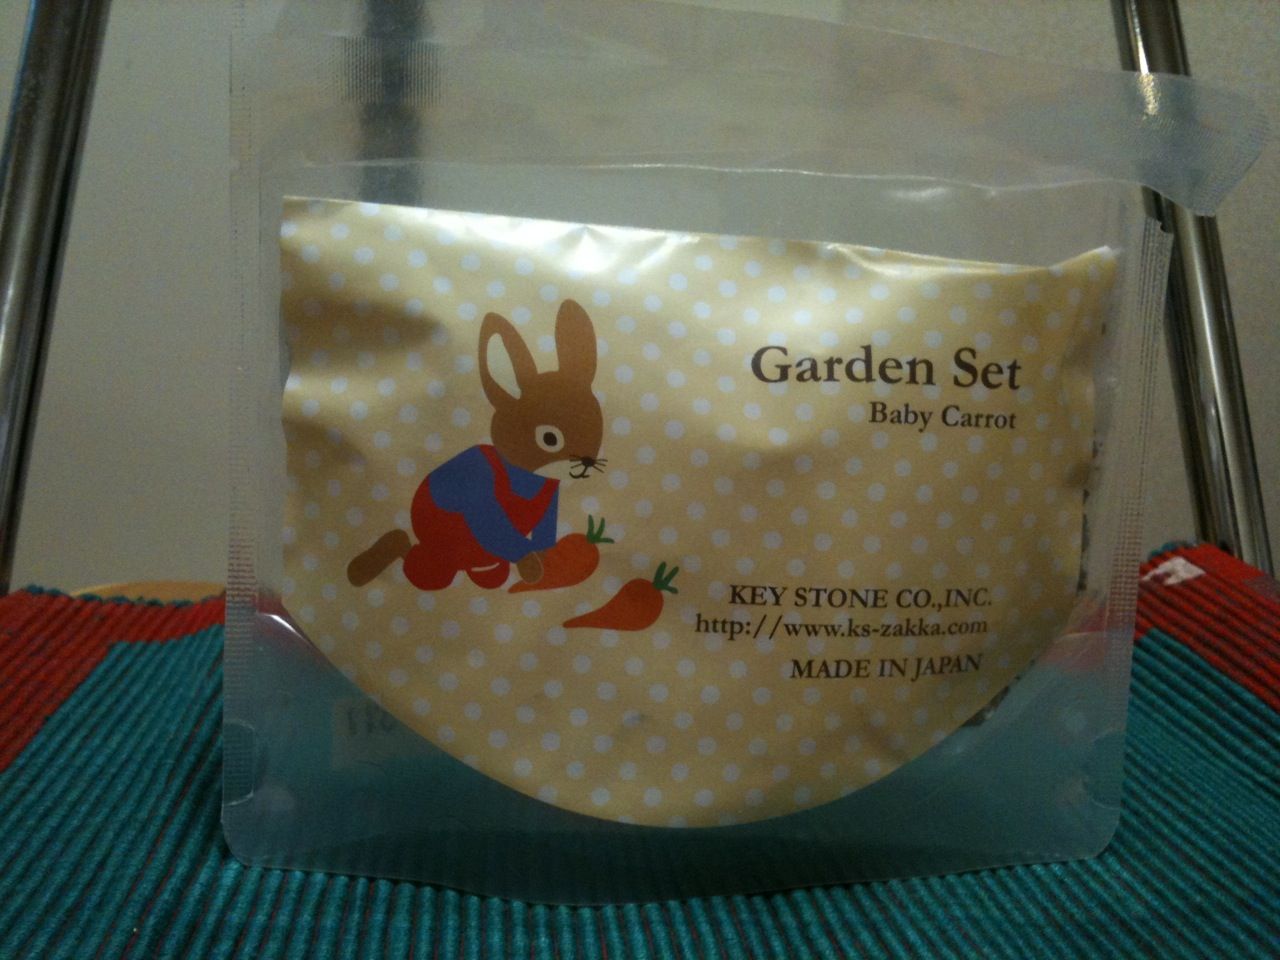 Garden Set
Baby Carrot
KEY STONE CO.,INC.
http://www.ks-zakka.com
MADE IN JAPAN